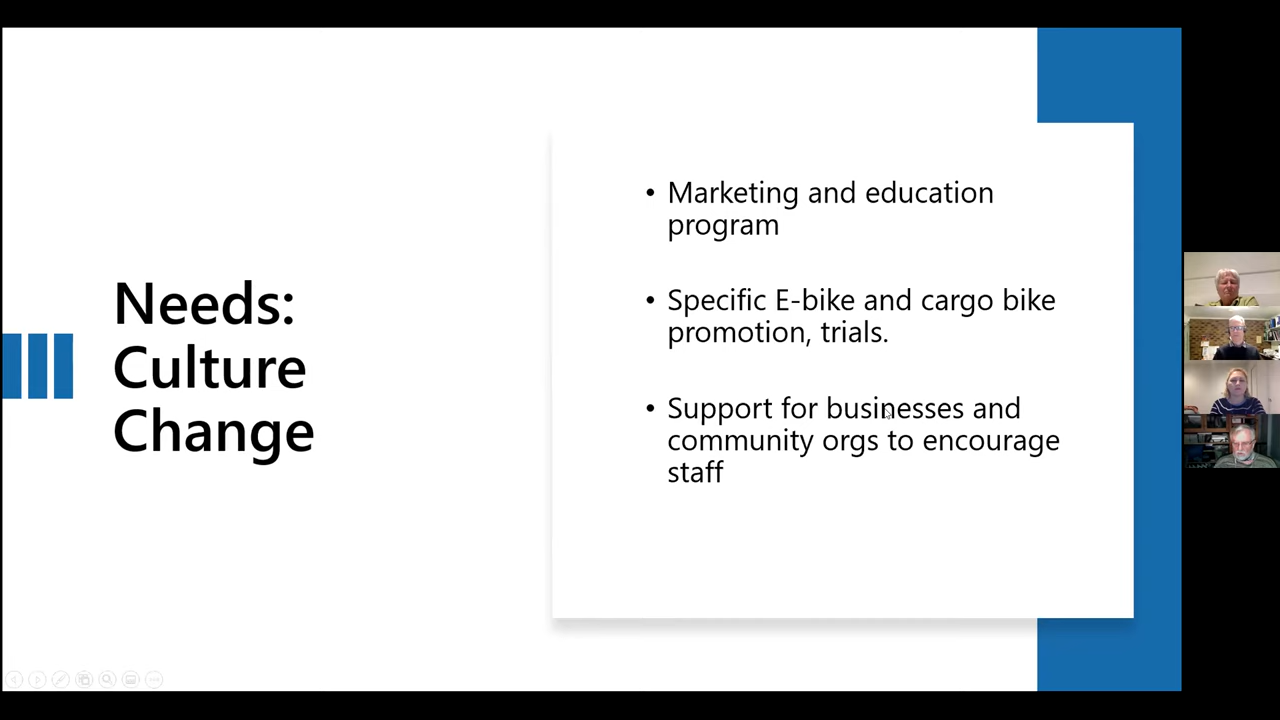 Needs:
Culture
Change
• Marketing and education
program
• Specific E-bike and cargo bike
promotion, trials.
• Support for businesses and
community orgs to encourage
staff